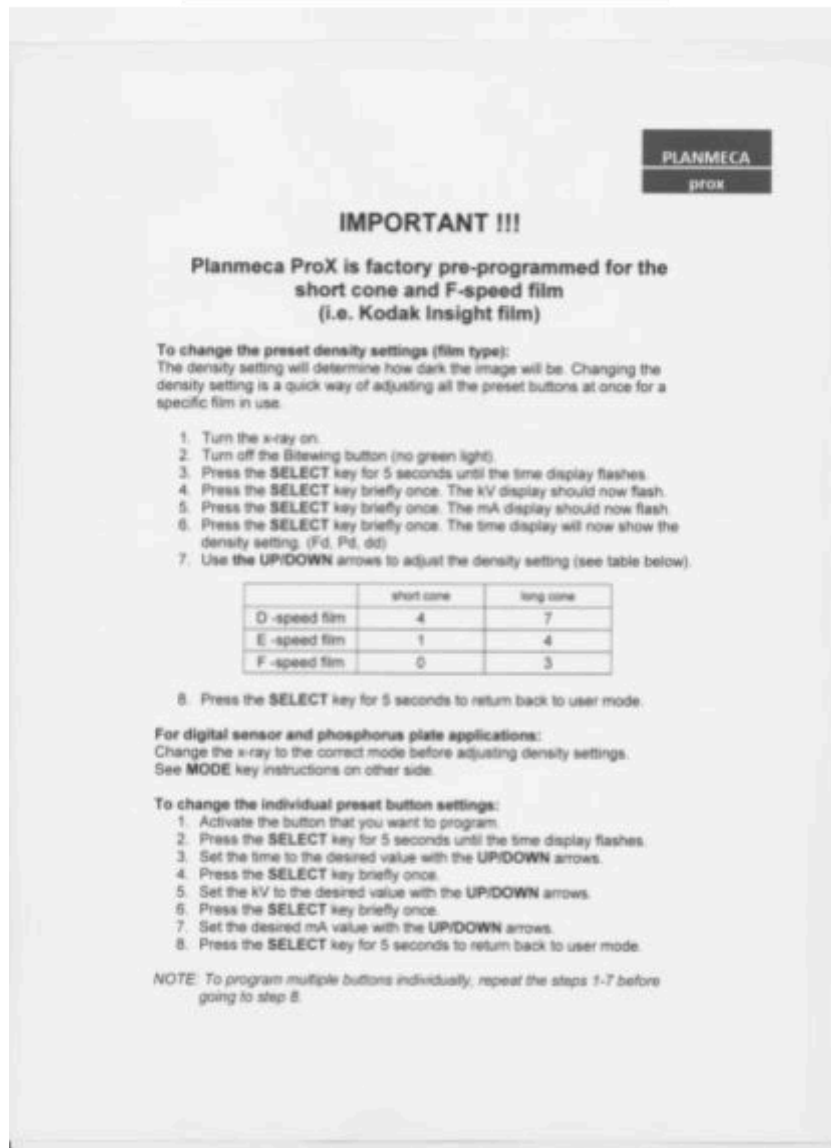 PLANMECA
prox
IMPORTANT !!!
Planmeca ProX is factory pre-programmed for the
short cone and F-speed film
(i.e. Kodak Insight film)
To change the preset density settings (film type):
The density setting will determine how dark the image will be. Changing the
density setting is a quick way of adjusting all the preset buttons at once for a
specific film in use.
1. Turn the x-ray on.
2. Turn off the Bitewing button (no green light).
3. Press the SELECT key for 5 seconds until the time display flashes.
4. Press the SELECT key briefly once. The kV display should now flash.
5. Press the SELECT key briefly once. The mA display should now flash.
6. Press the SELECT key briefly once. The time display will now show the
density setting. (Fd, Pd, dd)
7. Use the UP/DOWN arrows to adjust the density setting (see table below).
short cone long cone
D -speed film 4 7
E -speed film 1 4
F -speed film 0 3
8. Press the SELECT key for 5 seconds to return back to user mode.
For digital sensor and phosphorus plate applications:
Change the x-ray to the correct mode before adjusting density settings.
See MODE key instructions on other side.
To change the individual preset button settings:
1. Activate the button that you want to program.
2. Press the SELECT key for 5 seconds until the time display flashes.
3. Set the time to the desired value with the UP/DOWN arrows.
4. Press the SELECT key briefly once.
5. Set the kV to the desired value with the UP/DOWN arrows.
6. Press the SELECT key briefly once.
7. Set the desired mA value with the UP/DOWN arrows.
8. Press the SELECT key for 5 seconds to return back to user mode.
NOTE: To program multiple buttons individually, repeat the steps 1-7 before
going to step 8.